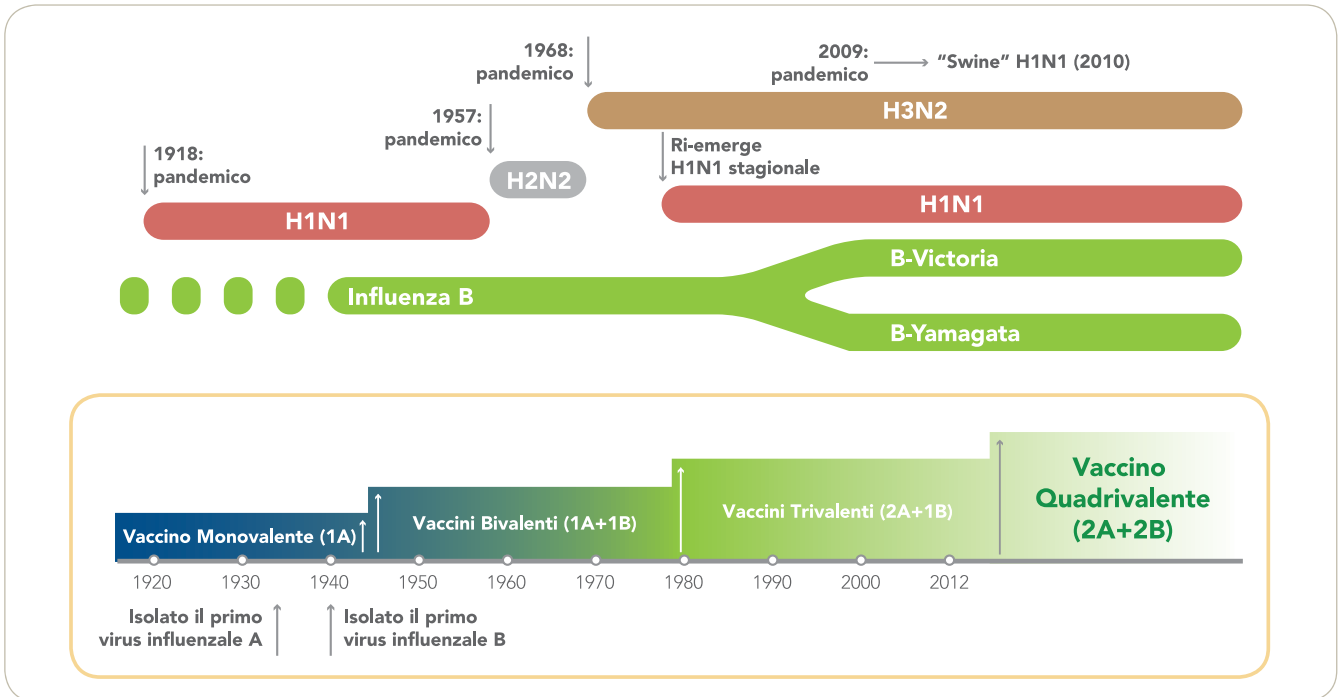 1968:
pandemico
2009:
pandemico
“Swine” H1N1 (2010)
H3N2
1957:
pandemico
Ri-emerge
H1N1 stagionale
1918:
pandemico
H2N2
H1N1
H1N1
B-Victoria
Influenza B
B-Yamagata
Vaccino Monovalente (1A)
Vaccini Bivalenti (1A+1B)
Vaccini Trivalenti (2A+1B)
Vaccino
Quadrivalente
(2A+2B)
1920 1930 1940 1950 1960 1970 1980 1990 2000 2012
Isolato il primo
virus influenzale A
Isolato il primo
virus influenzale B